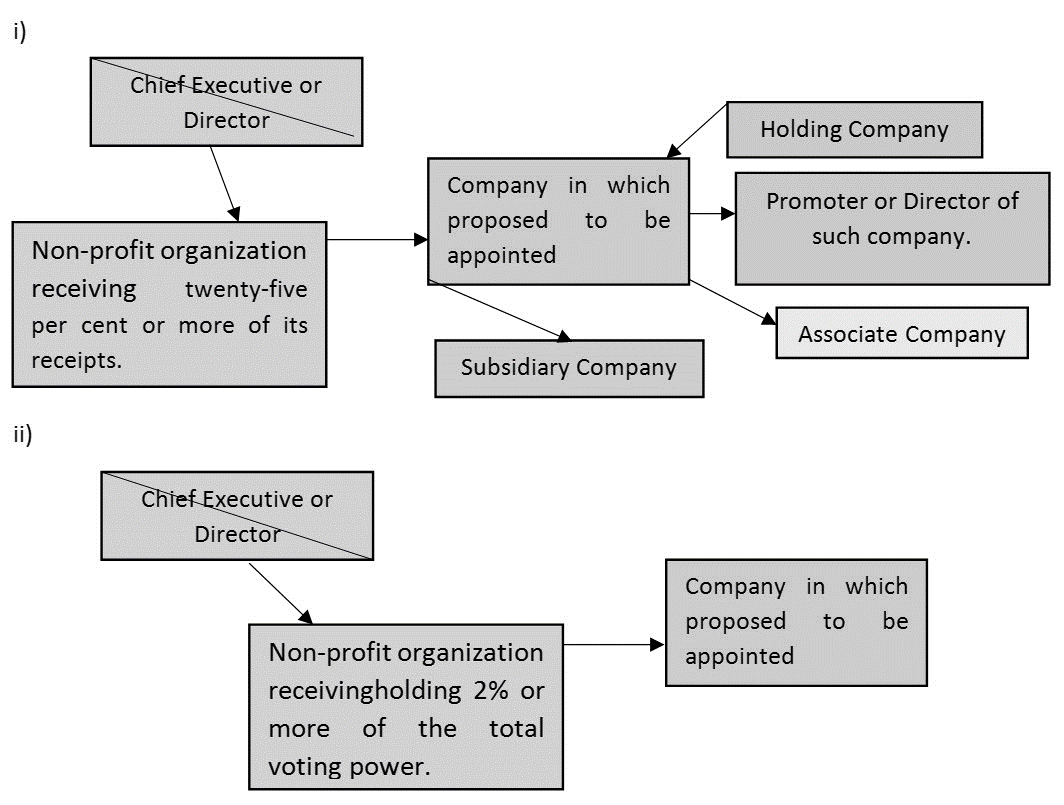 i)
Chief Executive or
Director
Holding Company
Company in which
proposed to be
appointed
Promoter or Director of
such company.
Non-profit organization
receiving twenty-five
per cent or more of its
receipts.
Associate Company
Subsidiary Company
ii)
Chief Executive or
Director
Company in which
proposed to be
appointed
Non-profit organization
receivingholding 2% or
more of the total
voting power.